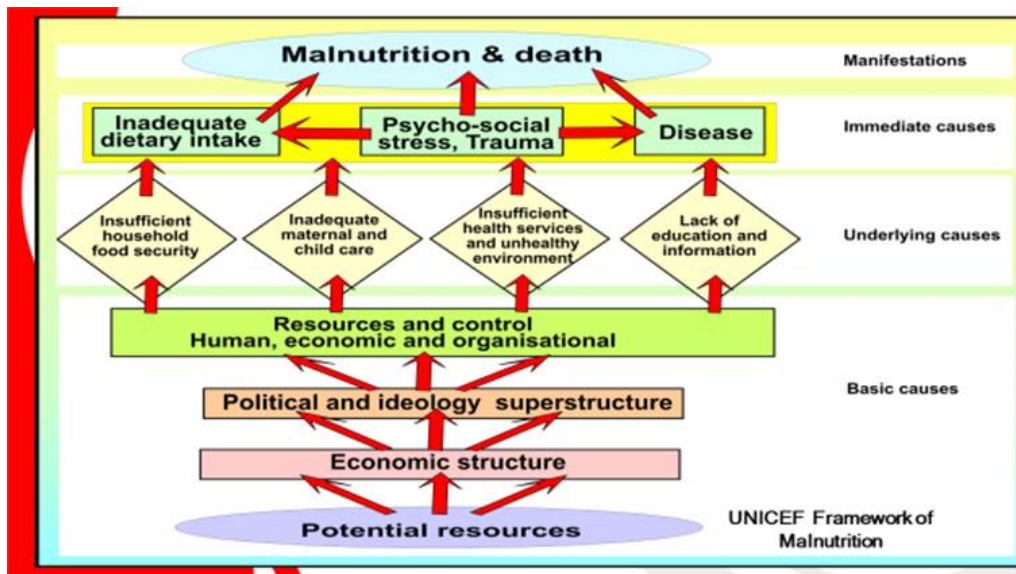 Malnutrition & death
Manifestations
Inadequate
dietary intake
Psycho-social
stress, Trauma
Disease
Immediate causes
Insufficient
household
food security
Inadequate
maternal and
child care
Insufficient
health services
and unhealthy
environment
Lack of
education and
information
Underlying causes
Resources and control
Human, economic and organisational
Political and ideology superstructure
Basic causes
Economic structure
Potential resources
UNICEF Framework of
Malnutrition